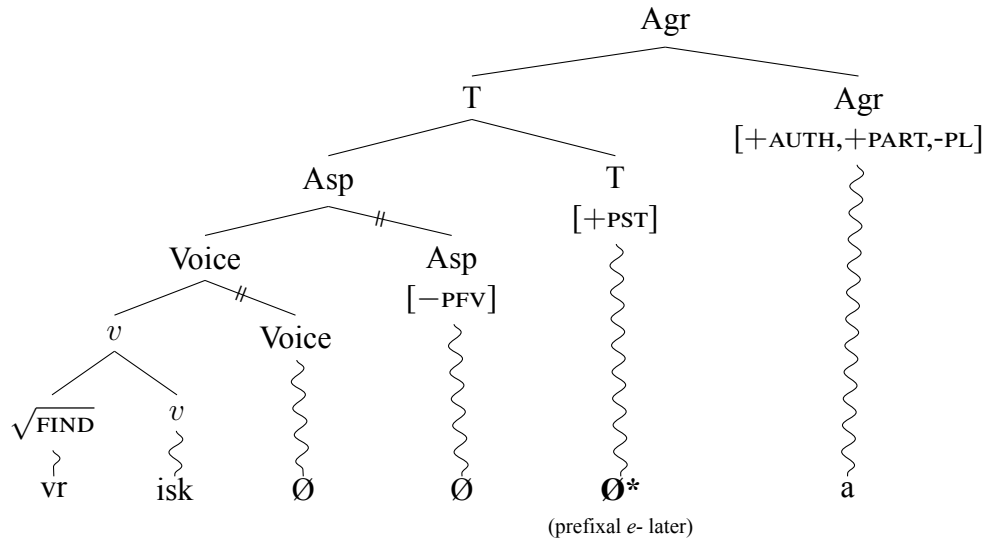 Agr
T Agr
[+AUTH,+PART,-PL]
Asp T
[+PST]
Voice Asp
[−PFV]
v Voice
√FIND v
vr isk Ø Ø Ø* a
(prefixal e- later)